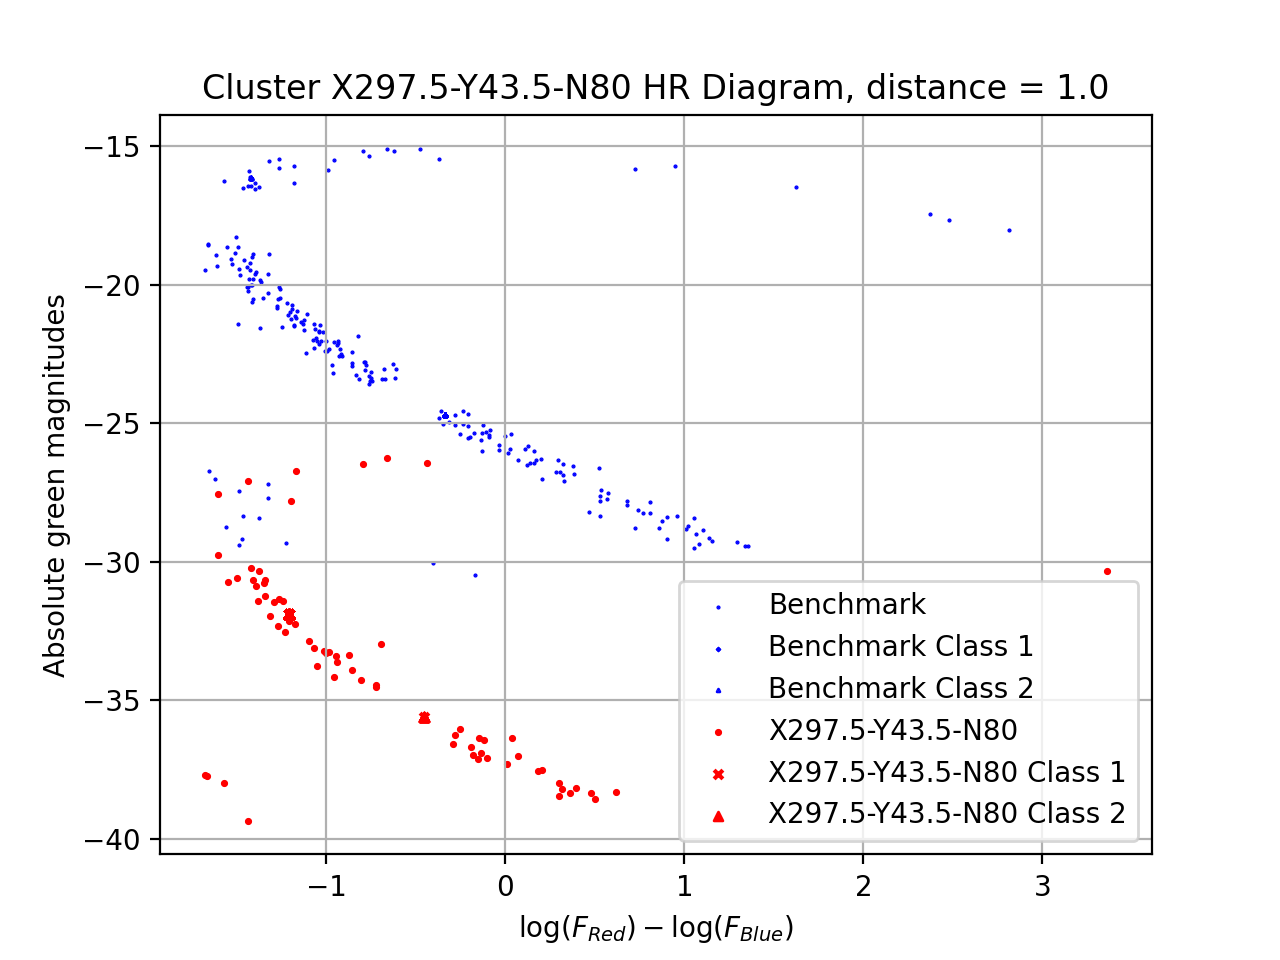 Cluster X297.5-Y43.5-N80 HR Diagram, distance = 1.0
Absolute green magnitudes
−15
−20
−25
−30
−35
−40
Benchmark
Benchmark Class 1
Benchmark Class 2
X297.5-Y43.5-N80
X297.5-Y43.5-N80 Class 1
X297.5-Y43.5-N80 Class 2
−1 0 1 2 3
log(F_Red) − log(F_Blue)